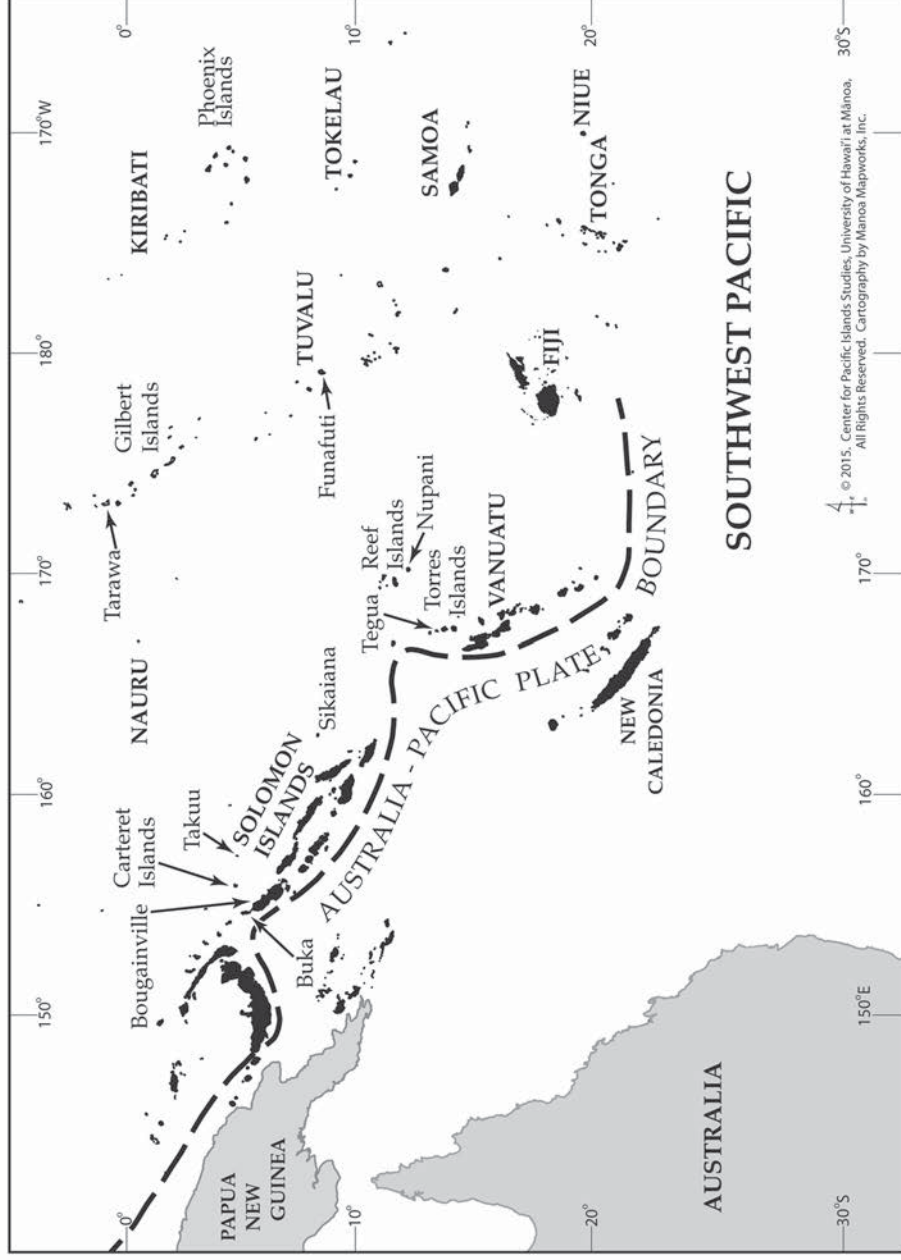 150°
160°
170°
180°
170°W
0°
0°
NAURU
KIRIBATI
Tarawa
Gilbert
Islands
Phoenix
Islands
Carteret
Islands
Takuu
Bougainville
SOLOMON
ISLANDS
Sikaiana
Buka
PAPUA
NEW
GUINEA
Funafuti
TUVALU
TOKELAU
10°
10°
Tegua
Reef
Islands
Nupani
Torres
Islands
VANUATU
SAMOA
AUSTRALIA - PACIFIC PLATE
BOUNDARY
FIJI
NEW
CALEDONIA
TONGA
NIUE
20°
20°
AUSTRALIA
SOUTHWEST PACIFIC
150°E
160°
170°
180°
30°S
30°S
© 2015. Center for Pacific Islands Studies, University of Hawai'i at Mānoa,
All Rights Reserved. Cartography by Manoa Mapworks, Inc.